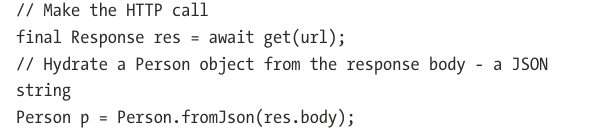 // Make the HTTP call
final Response res = await get(url);
// Hydrate a Person object from the response body - a JSON
string
Person p = Person.fromJson(res.body);